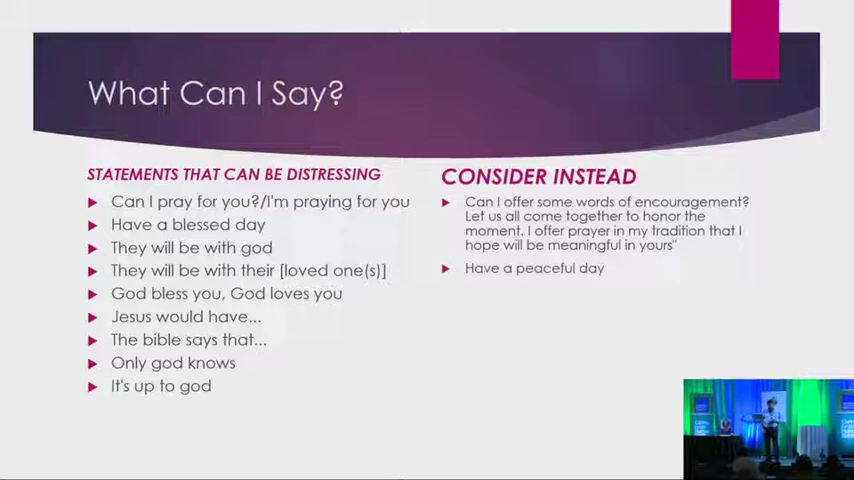 What Can I Say?
STATEMENTS THAT CAN BE DISTRESSING
Can I pray for you?/I'm praying for you
Have a blessed day
They will be with god
They will be with their [loved one(s)]
God bless you, God loves you
Jesus would have...
The bible says that...
Only god knows
It's up to god
CONSIDER INSTEAD
Can I offer some words of encouragement?
Let us all come together to honor the
moment. I offer prayer in my tradition that I
hope will be meaningful in yours"
Have a peaceful day